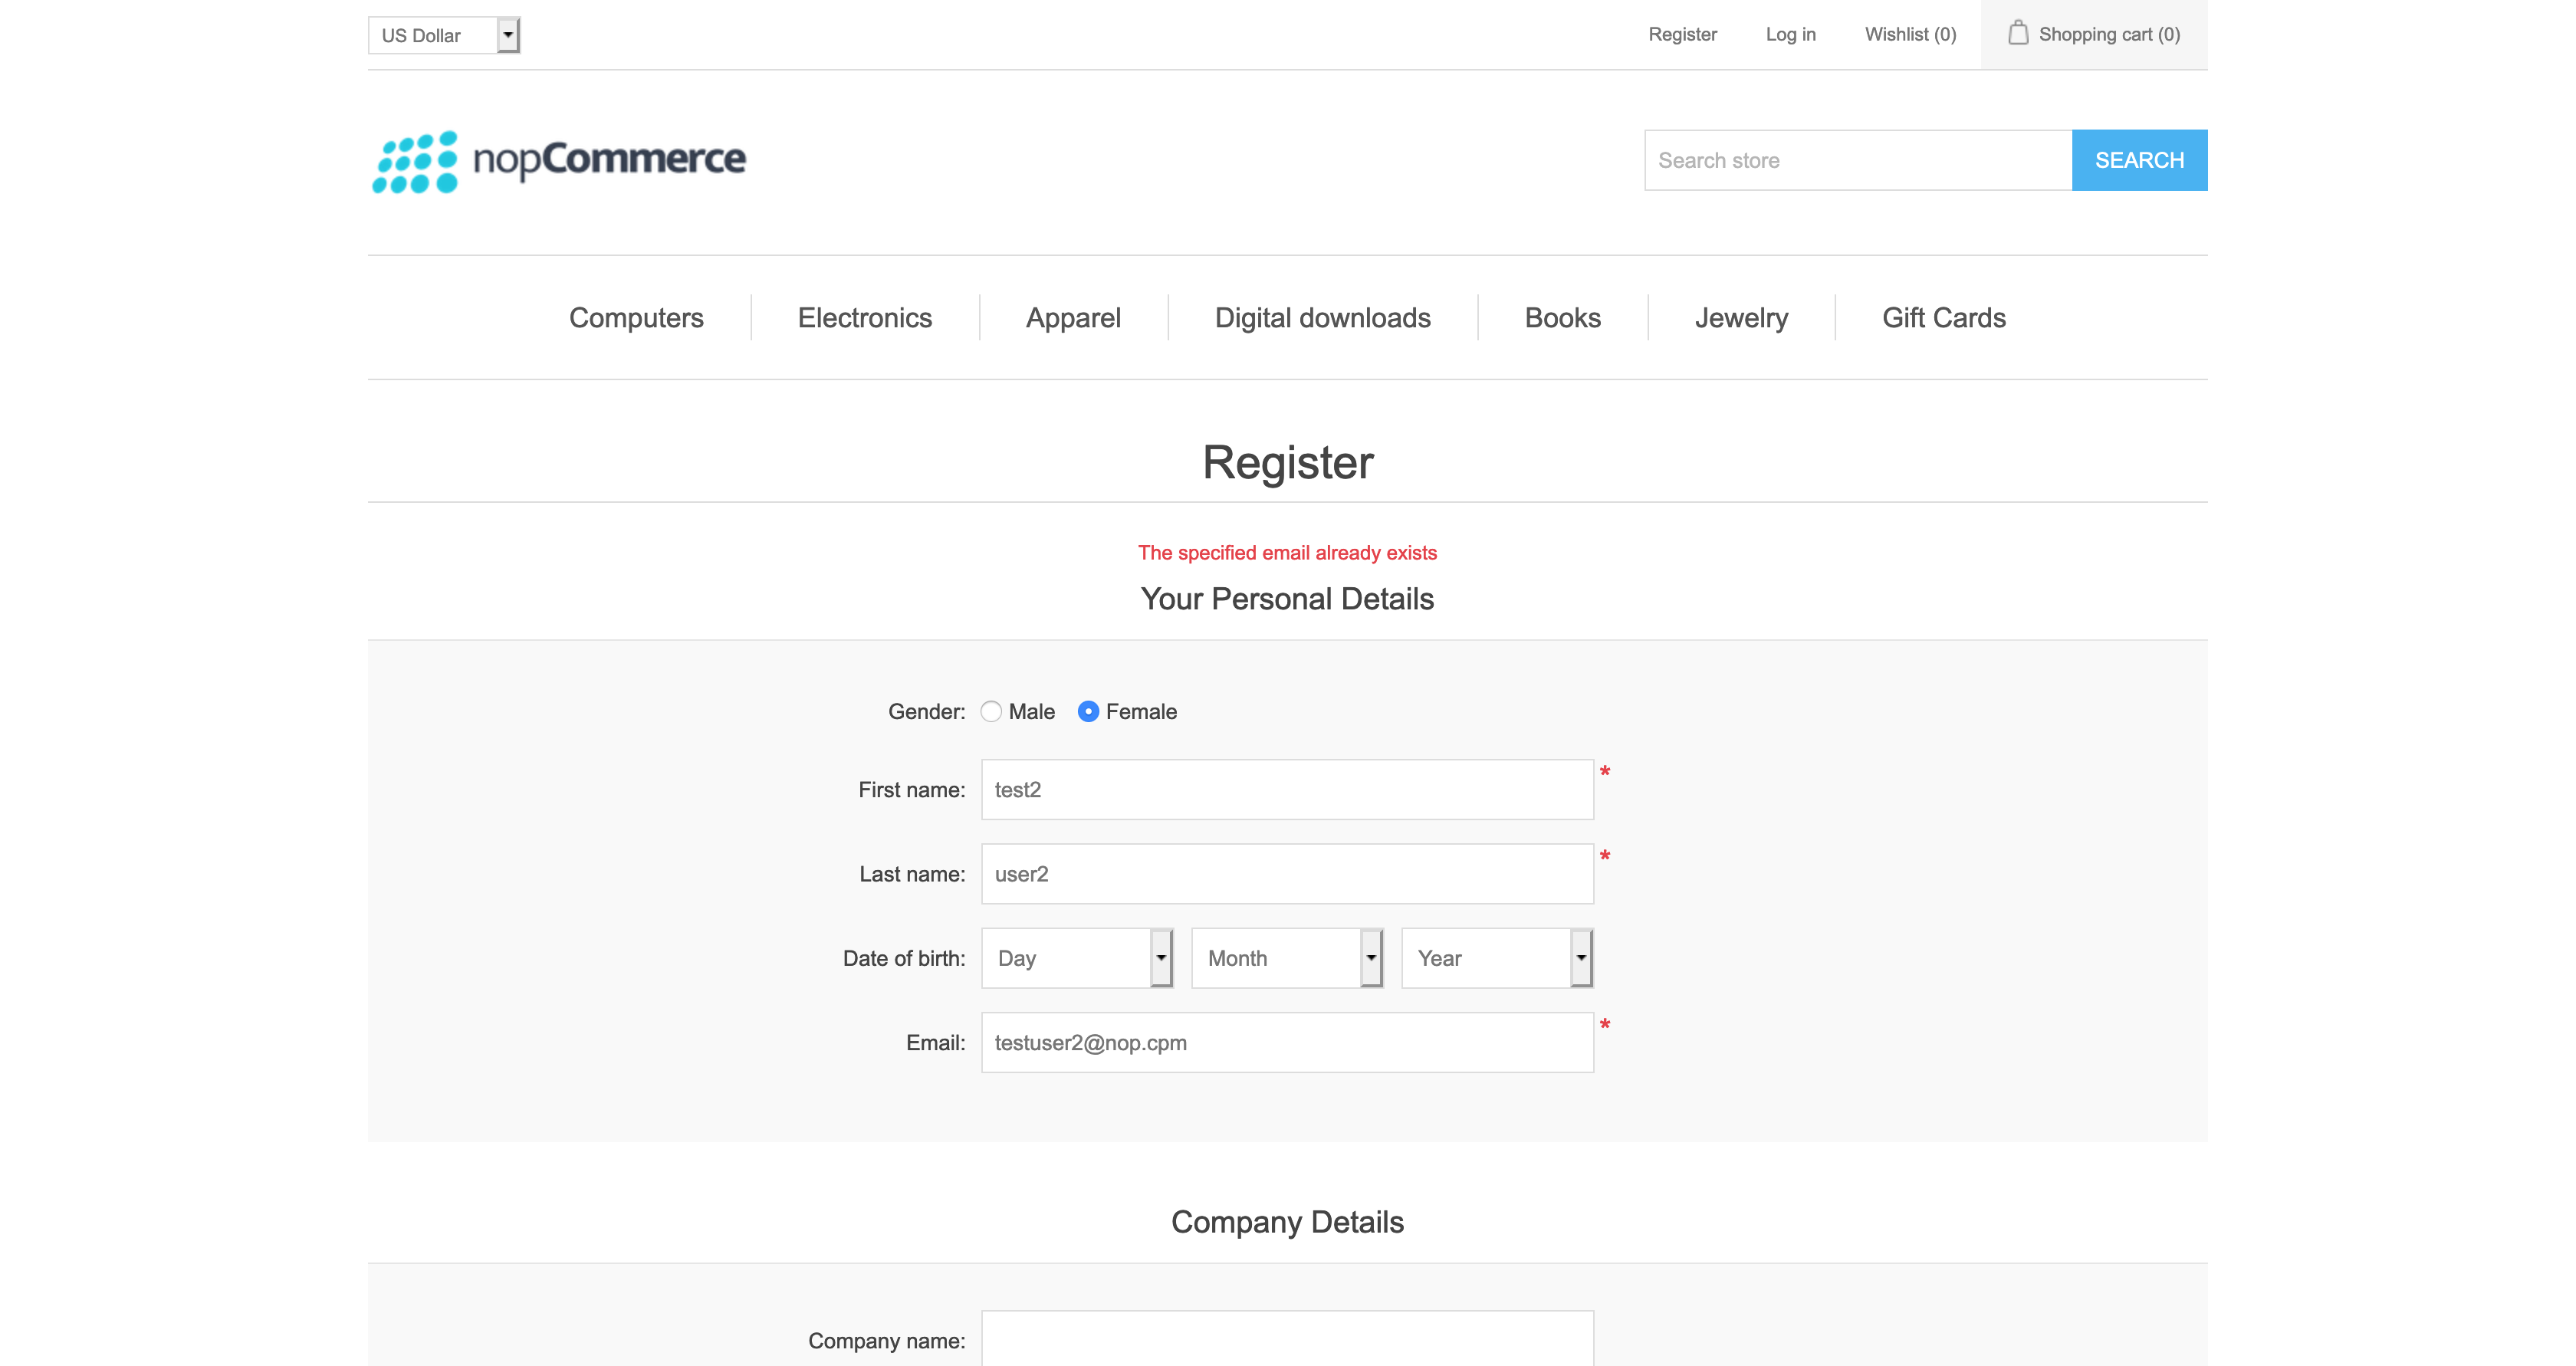 US Dollar Register Log in Wishlist (0) Shopping cart (0)
nopCommerce Search store SEARCH
Computers Electronics Apparel Digital downloads Books Jewelry Gift Cards
Register
The specified email already exists
Your Personal Details
Gender: Male Female
First name: test2 *
Last name: user2 *
Date of birth: Day Month Year
Email: testuser2@nop.cpm *
Company Details
Company name: